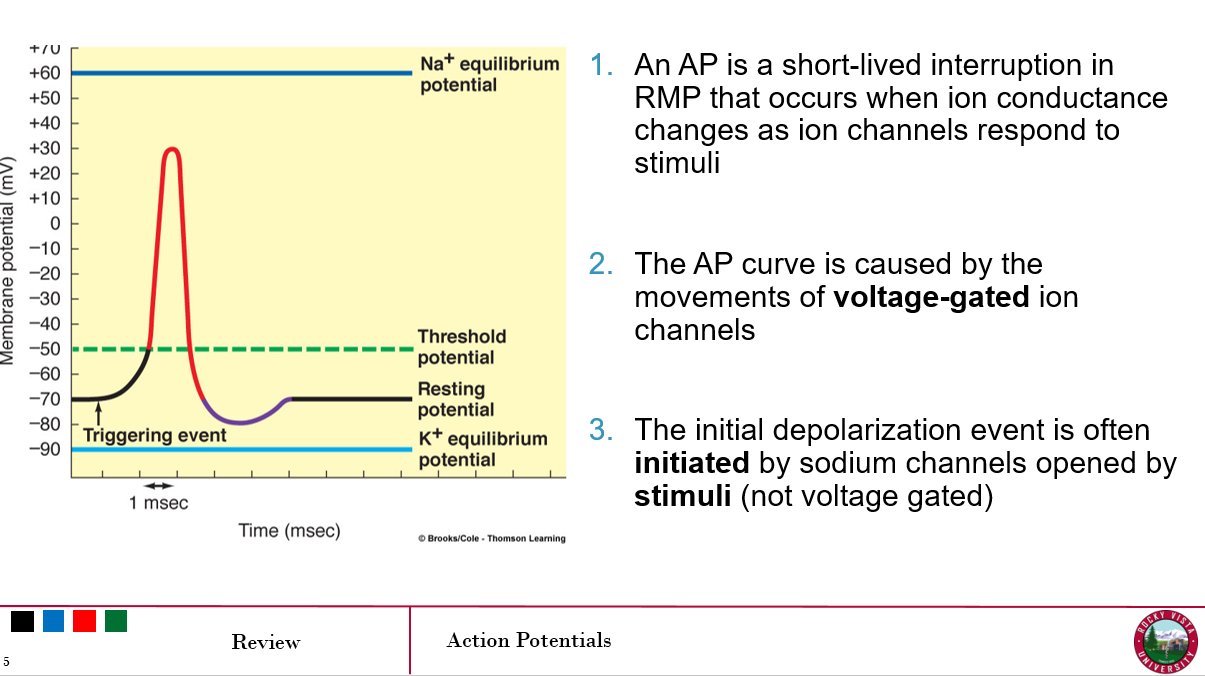 +70
+60
+50
+40
+30
+20
+10
0
−10
−20
−30
−40
−50
−60
−70
−80
−90
Membrane potential (mV)
Na+ equilibrium
potential
Threshold
potential
Resting
potential
Triggering event
K+ equilibrium
potential
1 msec
Time (msec)
© Brooks/Cole - Thomson Learning
1. An AP is a short-lived interruption in
RMP that occurs when ion conductance
changes as ion channels respond to
stimuli
2. The AP curve is caused by the
movements of voltage-gated ion
channels
3. The initial depolarization event is often
initiated by sodium channels opened by
stimuli (not voltage gated)
5
Review
Action Potentials
ROCKY VISTA
UNIVERSITY